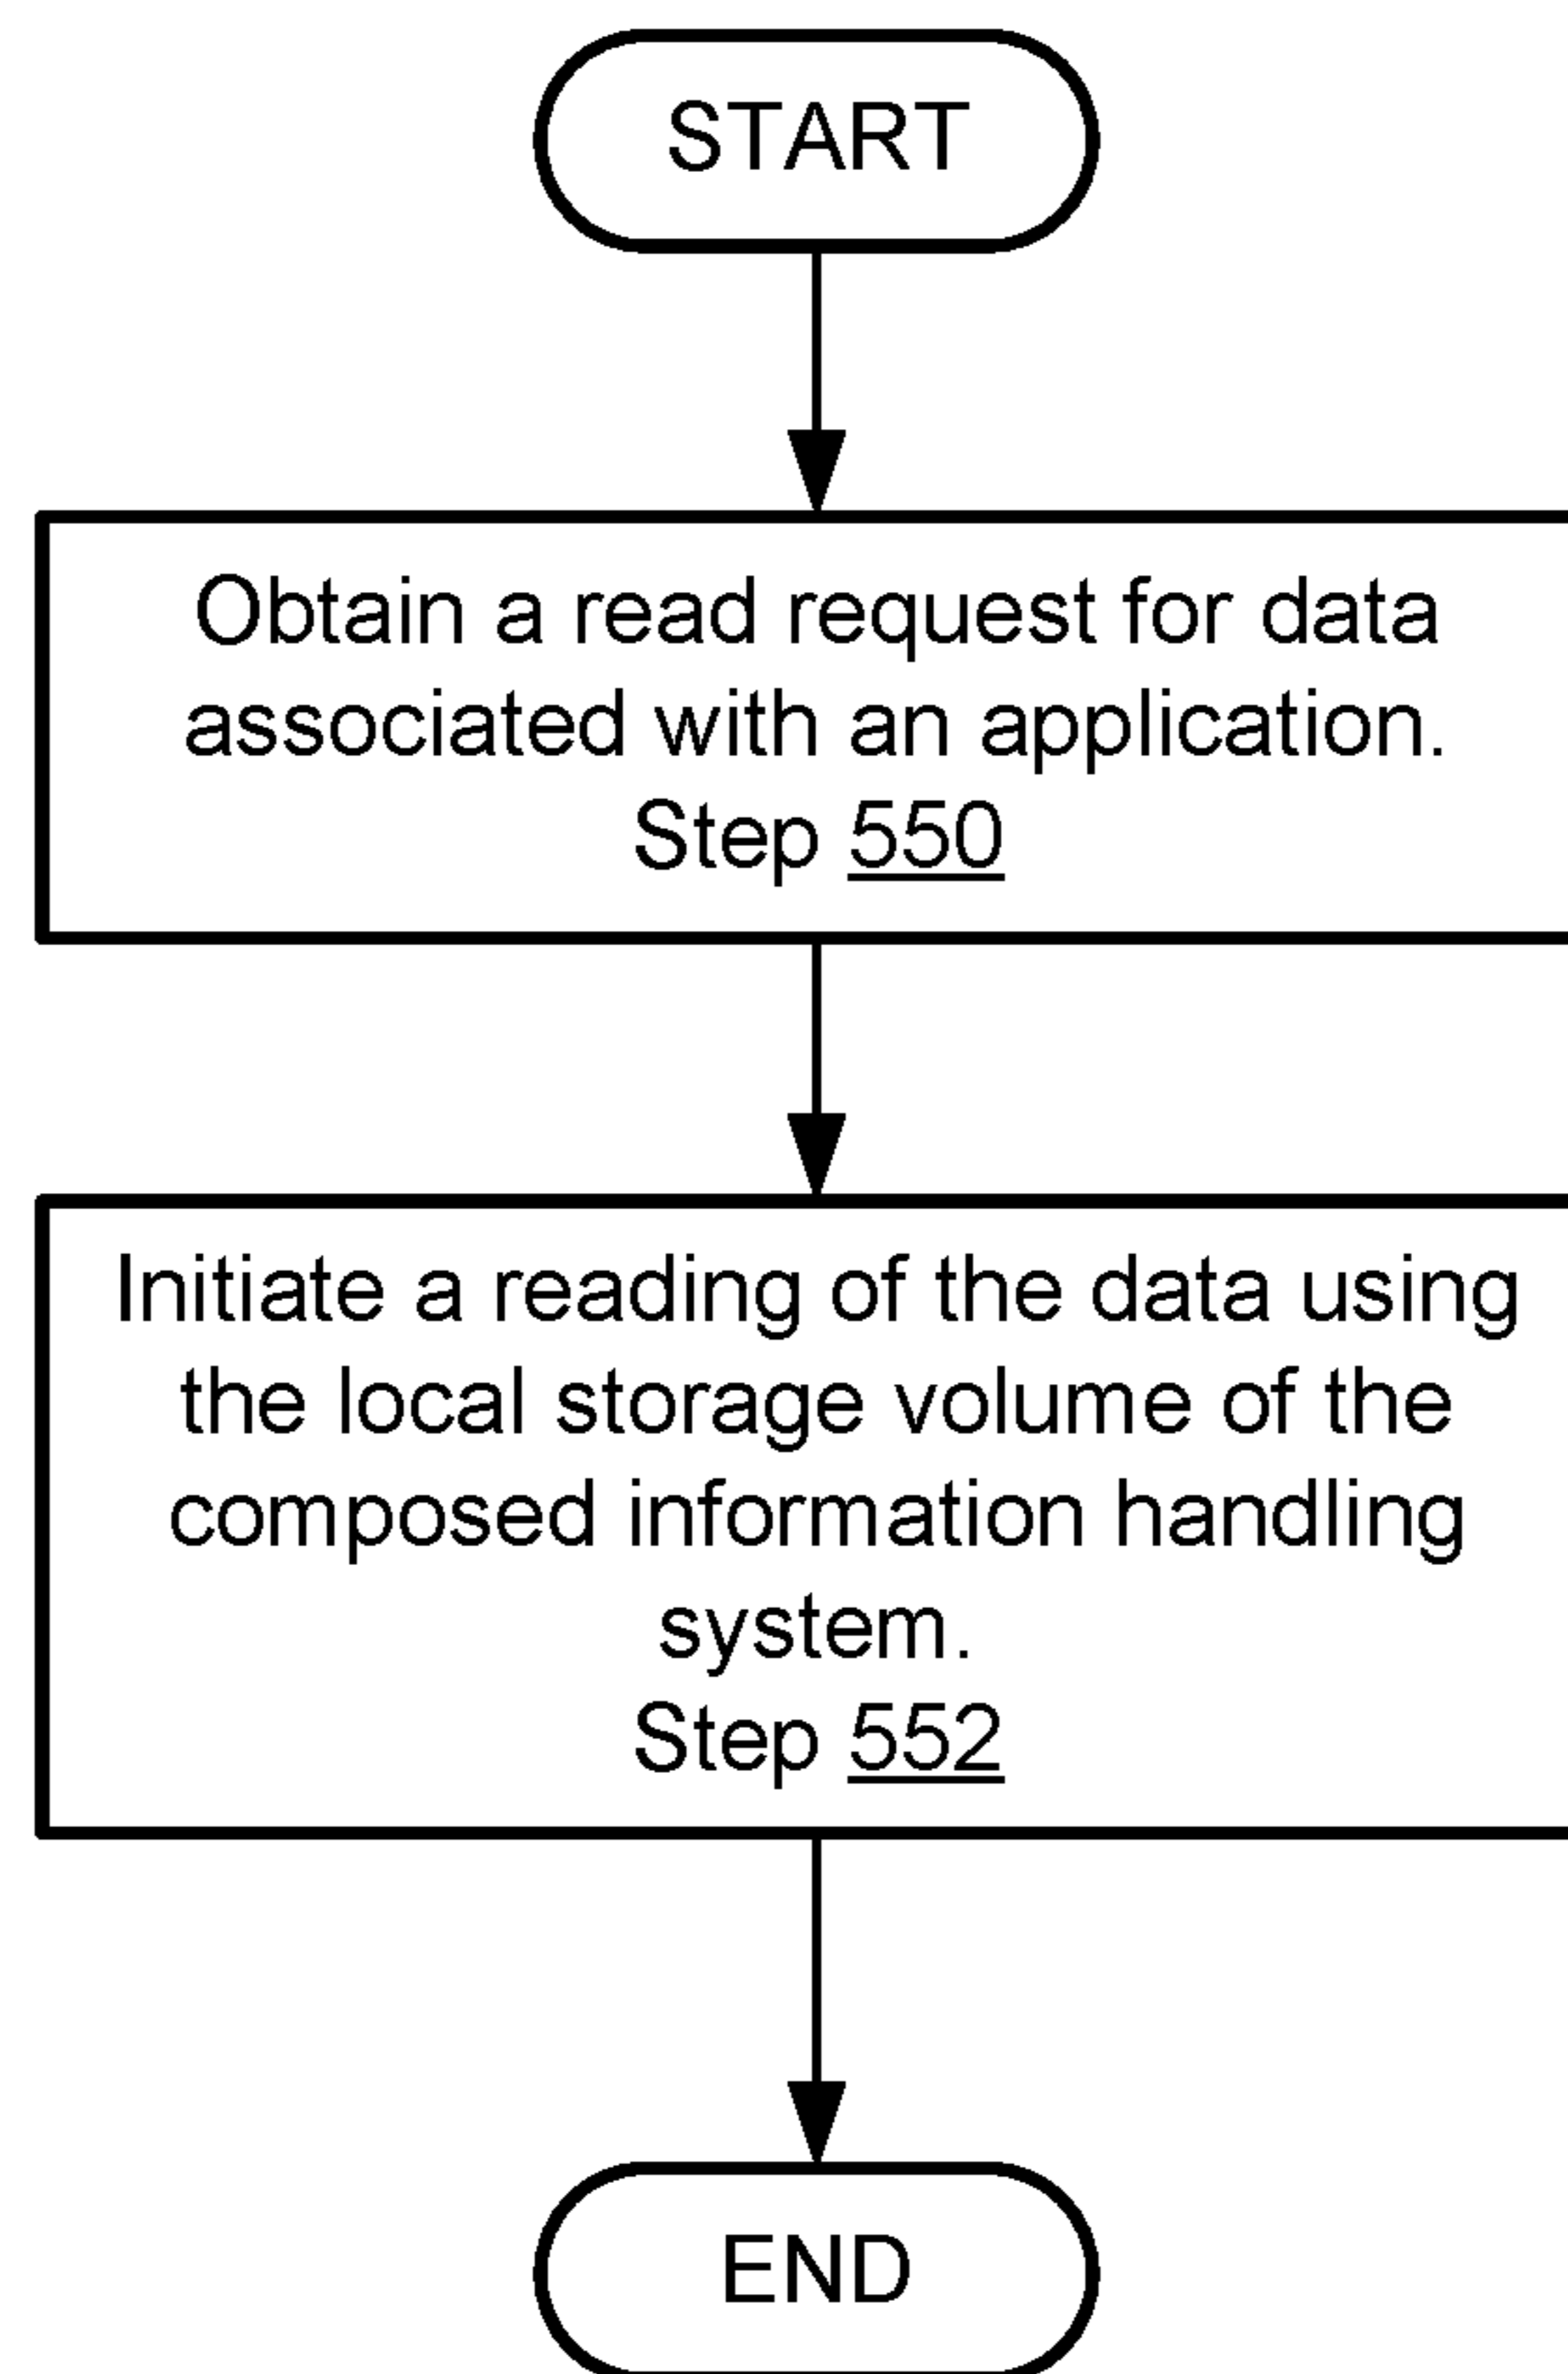 START
Obtain a read request for data
associated with an application.
Step 550
Initiate a reading of the data using
the local storage volume of the
composed information handling
system.
Step 552
END